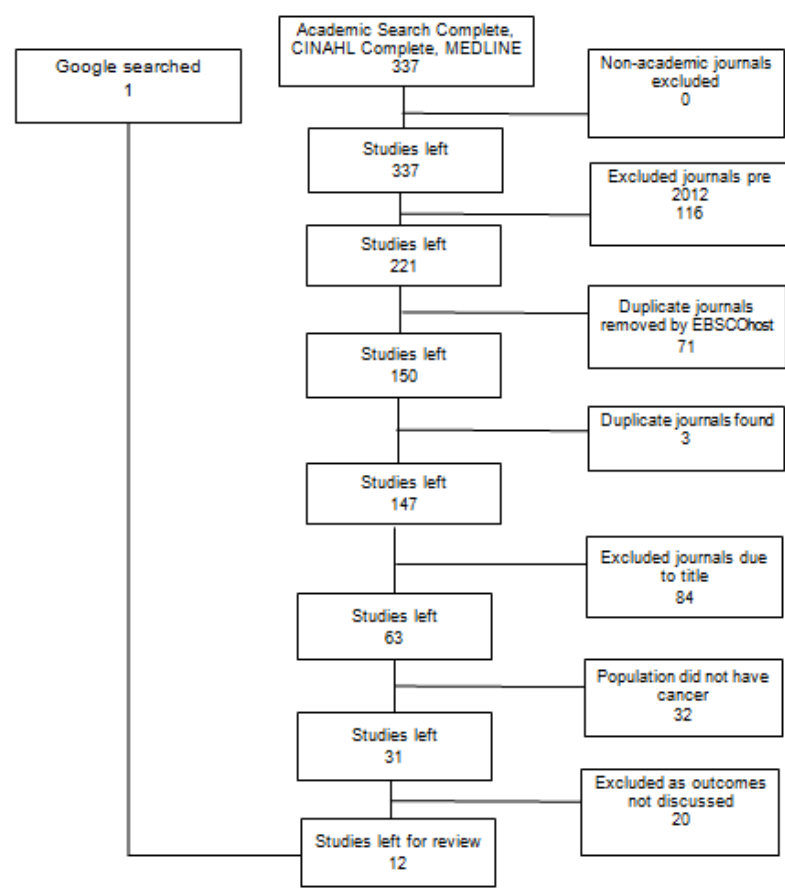 Academic Search Complete,
CINAHL Complete, MEDLINE
337
Google searched
1
Non-academic journals
excluded
0
Studies left
337
Excluded journals pre
2012
116
Studies left
221
Duplicate journals
removed by EBSCOhost
71
Studies left
150
Duplicate journals found
3
Studies left
147
Excluded journals due
to title
84
Studies left
63
Population did not have
cancer
32
Studies left
31
Excluded as outcomes
not discussed
20
Studies left for review
12